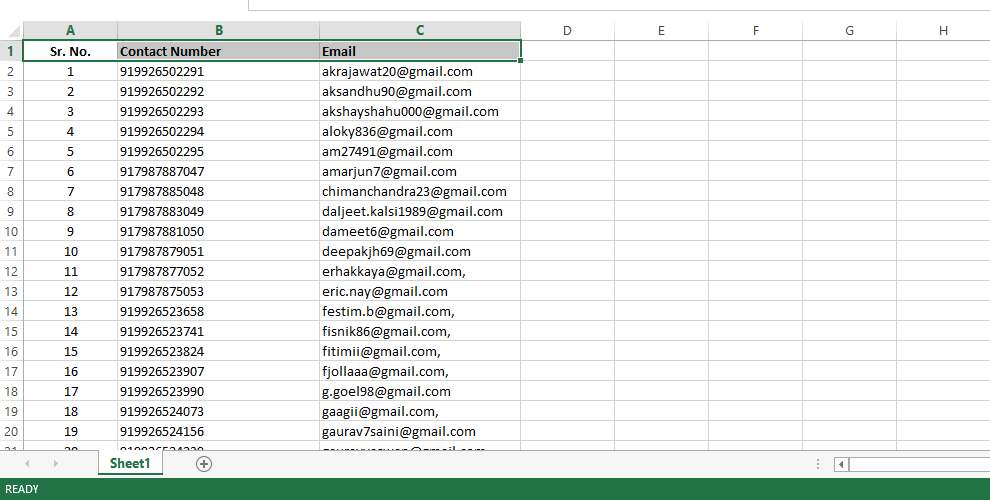 A B C D E F G H
1 Sr. No. Contact Number Email
2 1 919926502291 akrajawat20@gmail.com
3 2 919926502292 aksandhu90@gmail.com
4 3 919926502293 akshayshahu000@gmail.com
5 4 919926502294 aloky836@gmail.com
6 5 919926502295 am27491@gmail.com
7 6 917987887047 amarjun7@gmail.com
8 7 917987885048 chimanchandra23@gmail.com
9 8 917987883049 daljeet.kalsi1989@gmail.com
10 9 917987881050 dameet6@gmail.com
11 10 917987879051 deepakjh69@gmail.com
12 11 917987877052 erhakkaya@gmail.com,
13 12 917987875053 eric.nay@gmail.com
14 13 919926523658 festim.b@gmail.com,
15 14 919926523741 fisnik86@gmail.com,
16 15 919926523824 fitimii@gmail.com,
17 16 919926523907 fjollaaa@gmail.com,
18 17 919926523990 g.goel98@gmail.com
19 18 919926524073 gaagii@gmail.com,
20 19 919926524156 gaurav7saini@gmail.com
Sheet1
READY